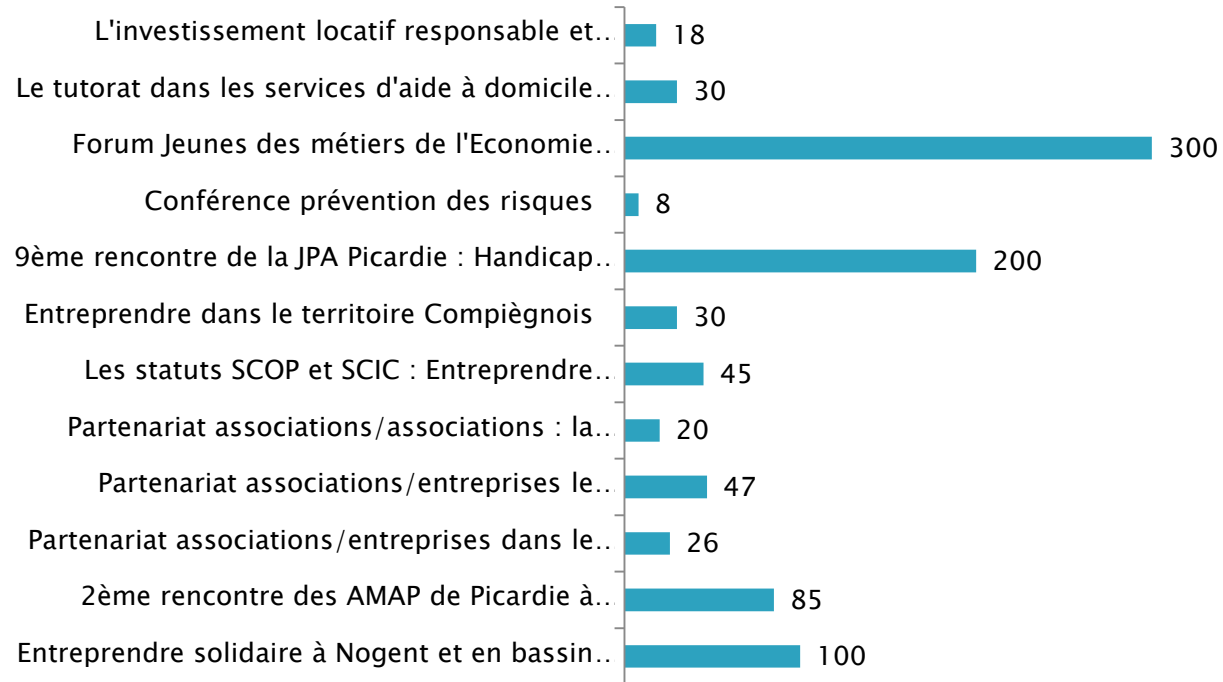 L'investissement locatif responsable et.. 18
Le tutorat dans les services d'aide à domicile.. 30
Forum Jeunes des métiers de l'Economie.. 300
Conférence prévention des risques 8
9ème rencontre de la JPA Picardie : Handicap.. 200
Entreprendre dans le territoire Compiègnois 30
Les statuts SCOP et SCIC : Entreprendre.. 45
Partenariat associations/associations : la.. 20
Partenariat associations/entreprises le.. 47
Partenariat associations/entreprises dans le.. 26
2ème rencontre des AMAP de Picardie à.. 85
Entreprendre solidaire à Nogent et en bassin.. 100